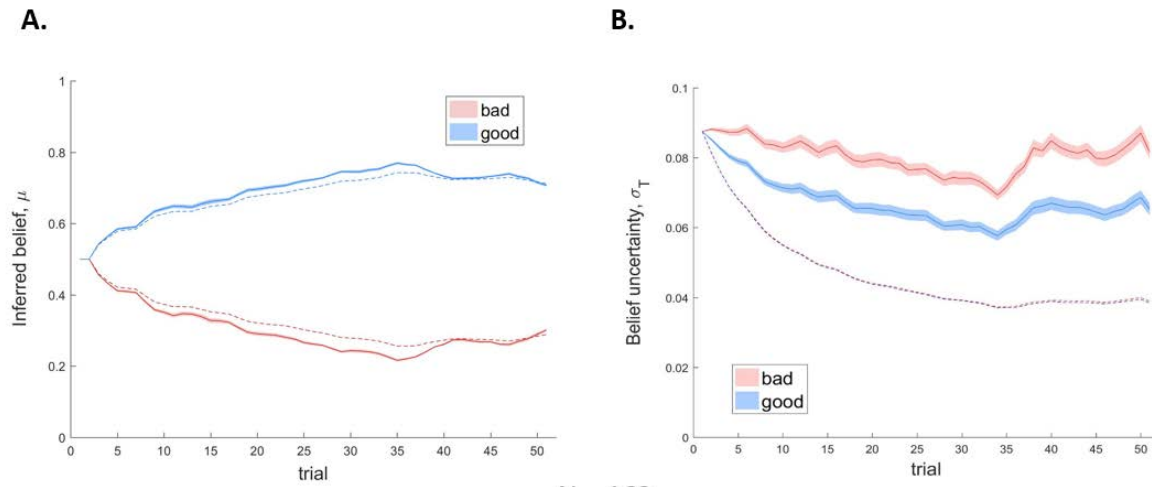 A.
B.
Inferred belief, μ
1
0.8
0.6
0.4
0.2
0
bad
good
0 5 10 15 20 25 30 35 40 45 50
trial
Belief uncertainty, σT
0.1
0.08
0.06
0.04
0.02
0
bad
good
0 5 10 15 20 25 30 35 40 45 50
trial